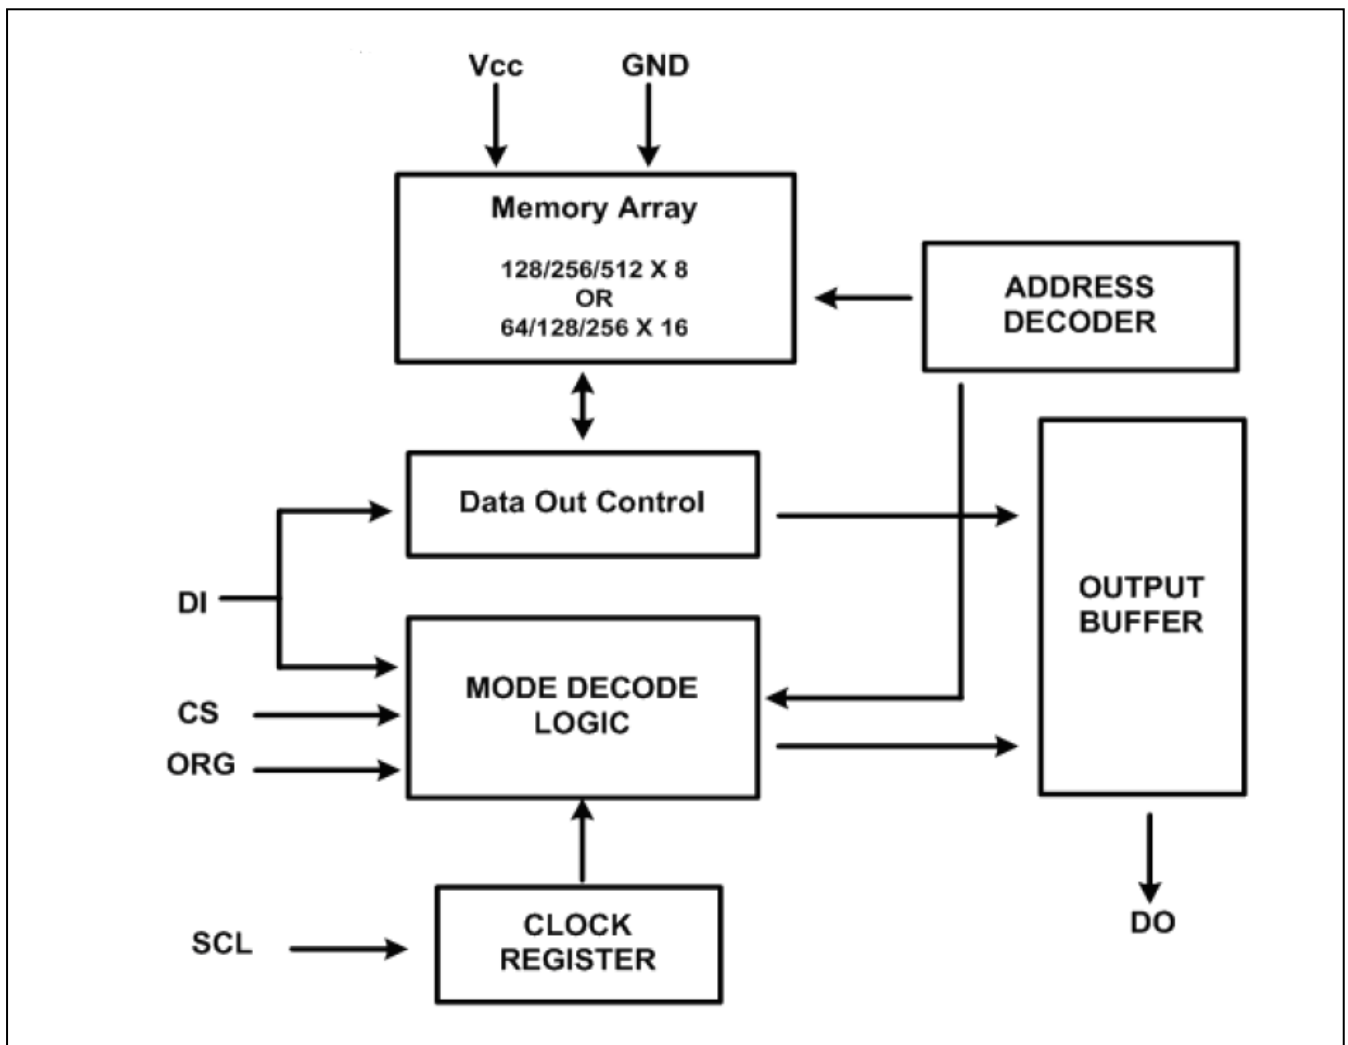 Vcc
GND
Memory Array
128/256/512 X 8
OR
64/128/256 X 16
ADDRESS
DECODER
Data Out Control
OUTPUT
BUFFER
DI
MODE DECODE
LOGIC
CS
ORG
CLOCK
REGISTER
SCL
DO